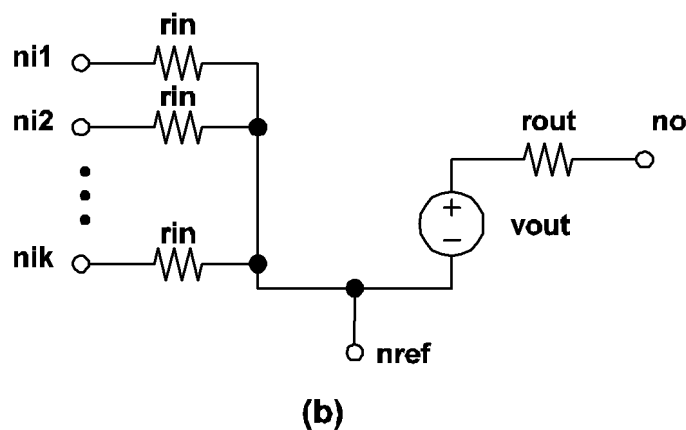 rin
ni1
rin
ni2
rout
no
+
vout
−
rin
nik
nref
(b)